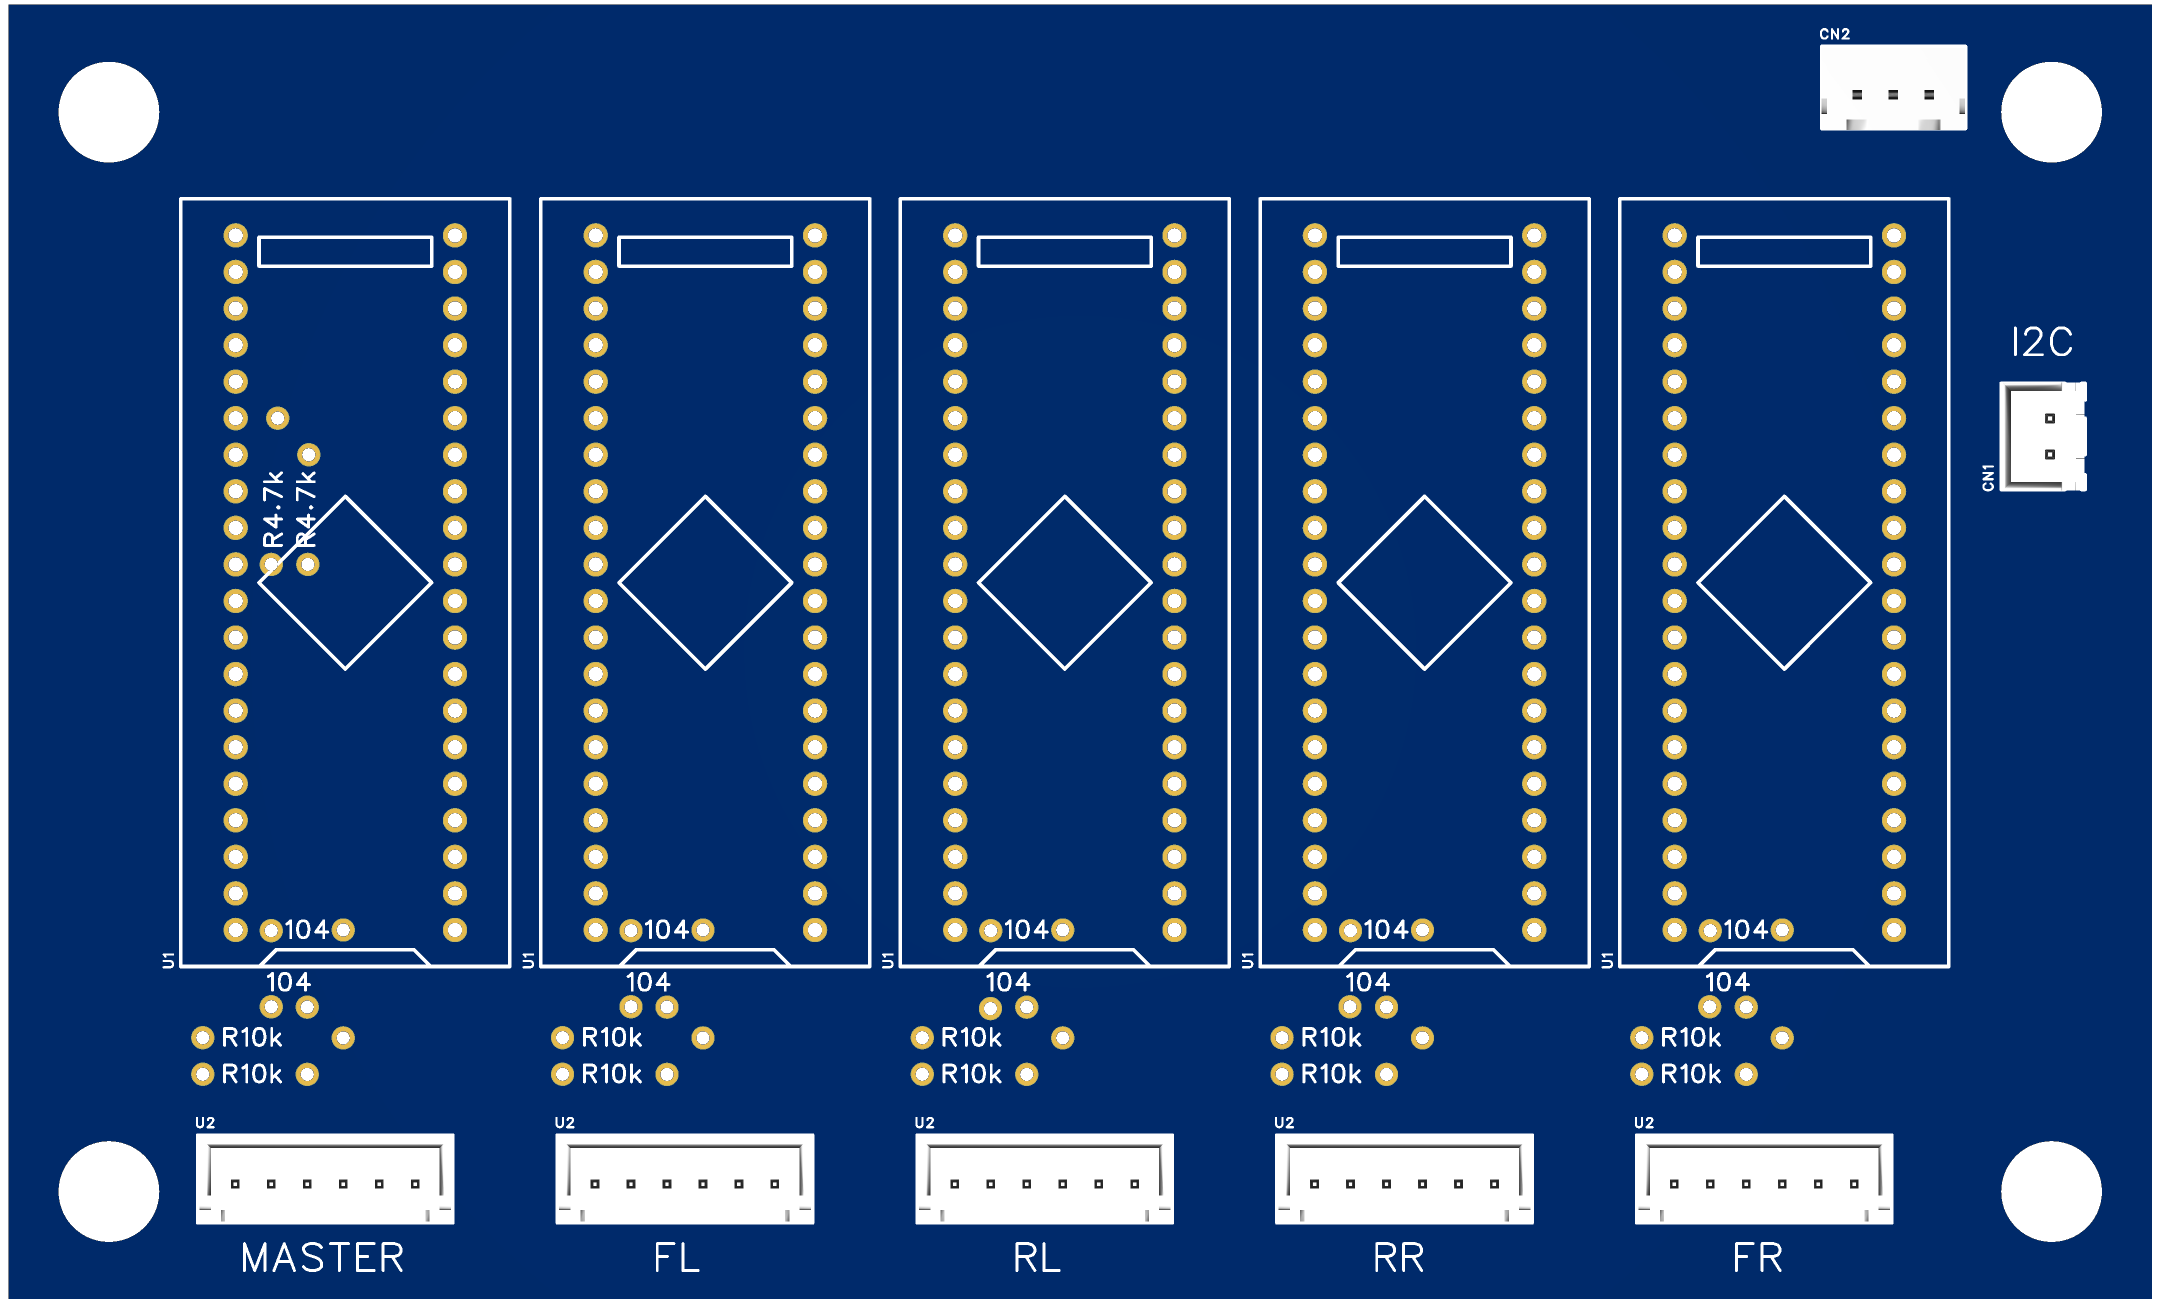 CN2
I2C
CN1
R4.7k
R4.7k
104 104 104 104 104
U1 U1 U1 U1 U1
104 104 104 104 104
R10k R10k R10k R10k R10k
R10k R10k R10k R10k R10k
U2 U2 U2 U2 U2
MASTER FL RL RR FR